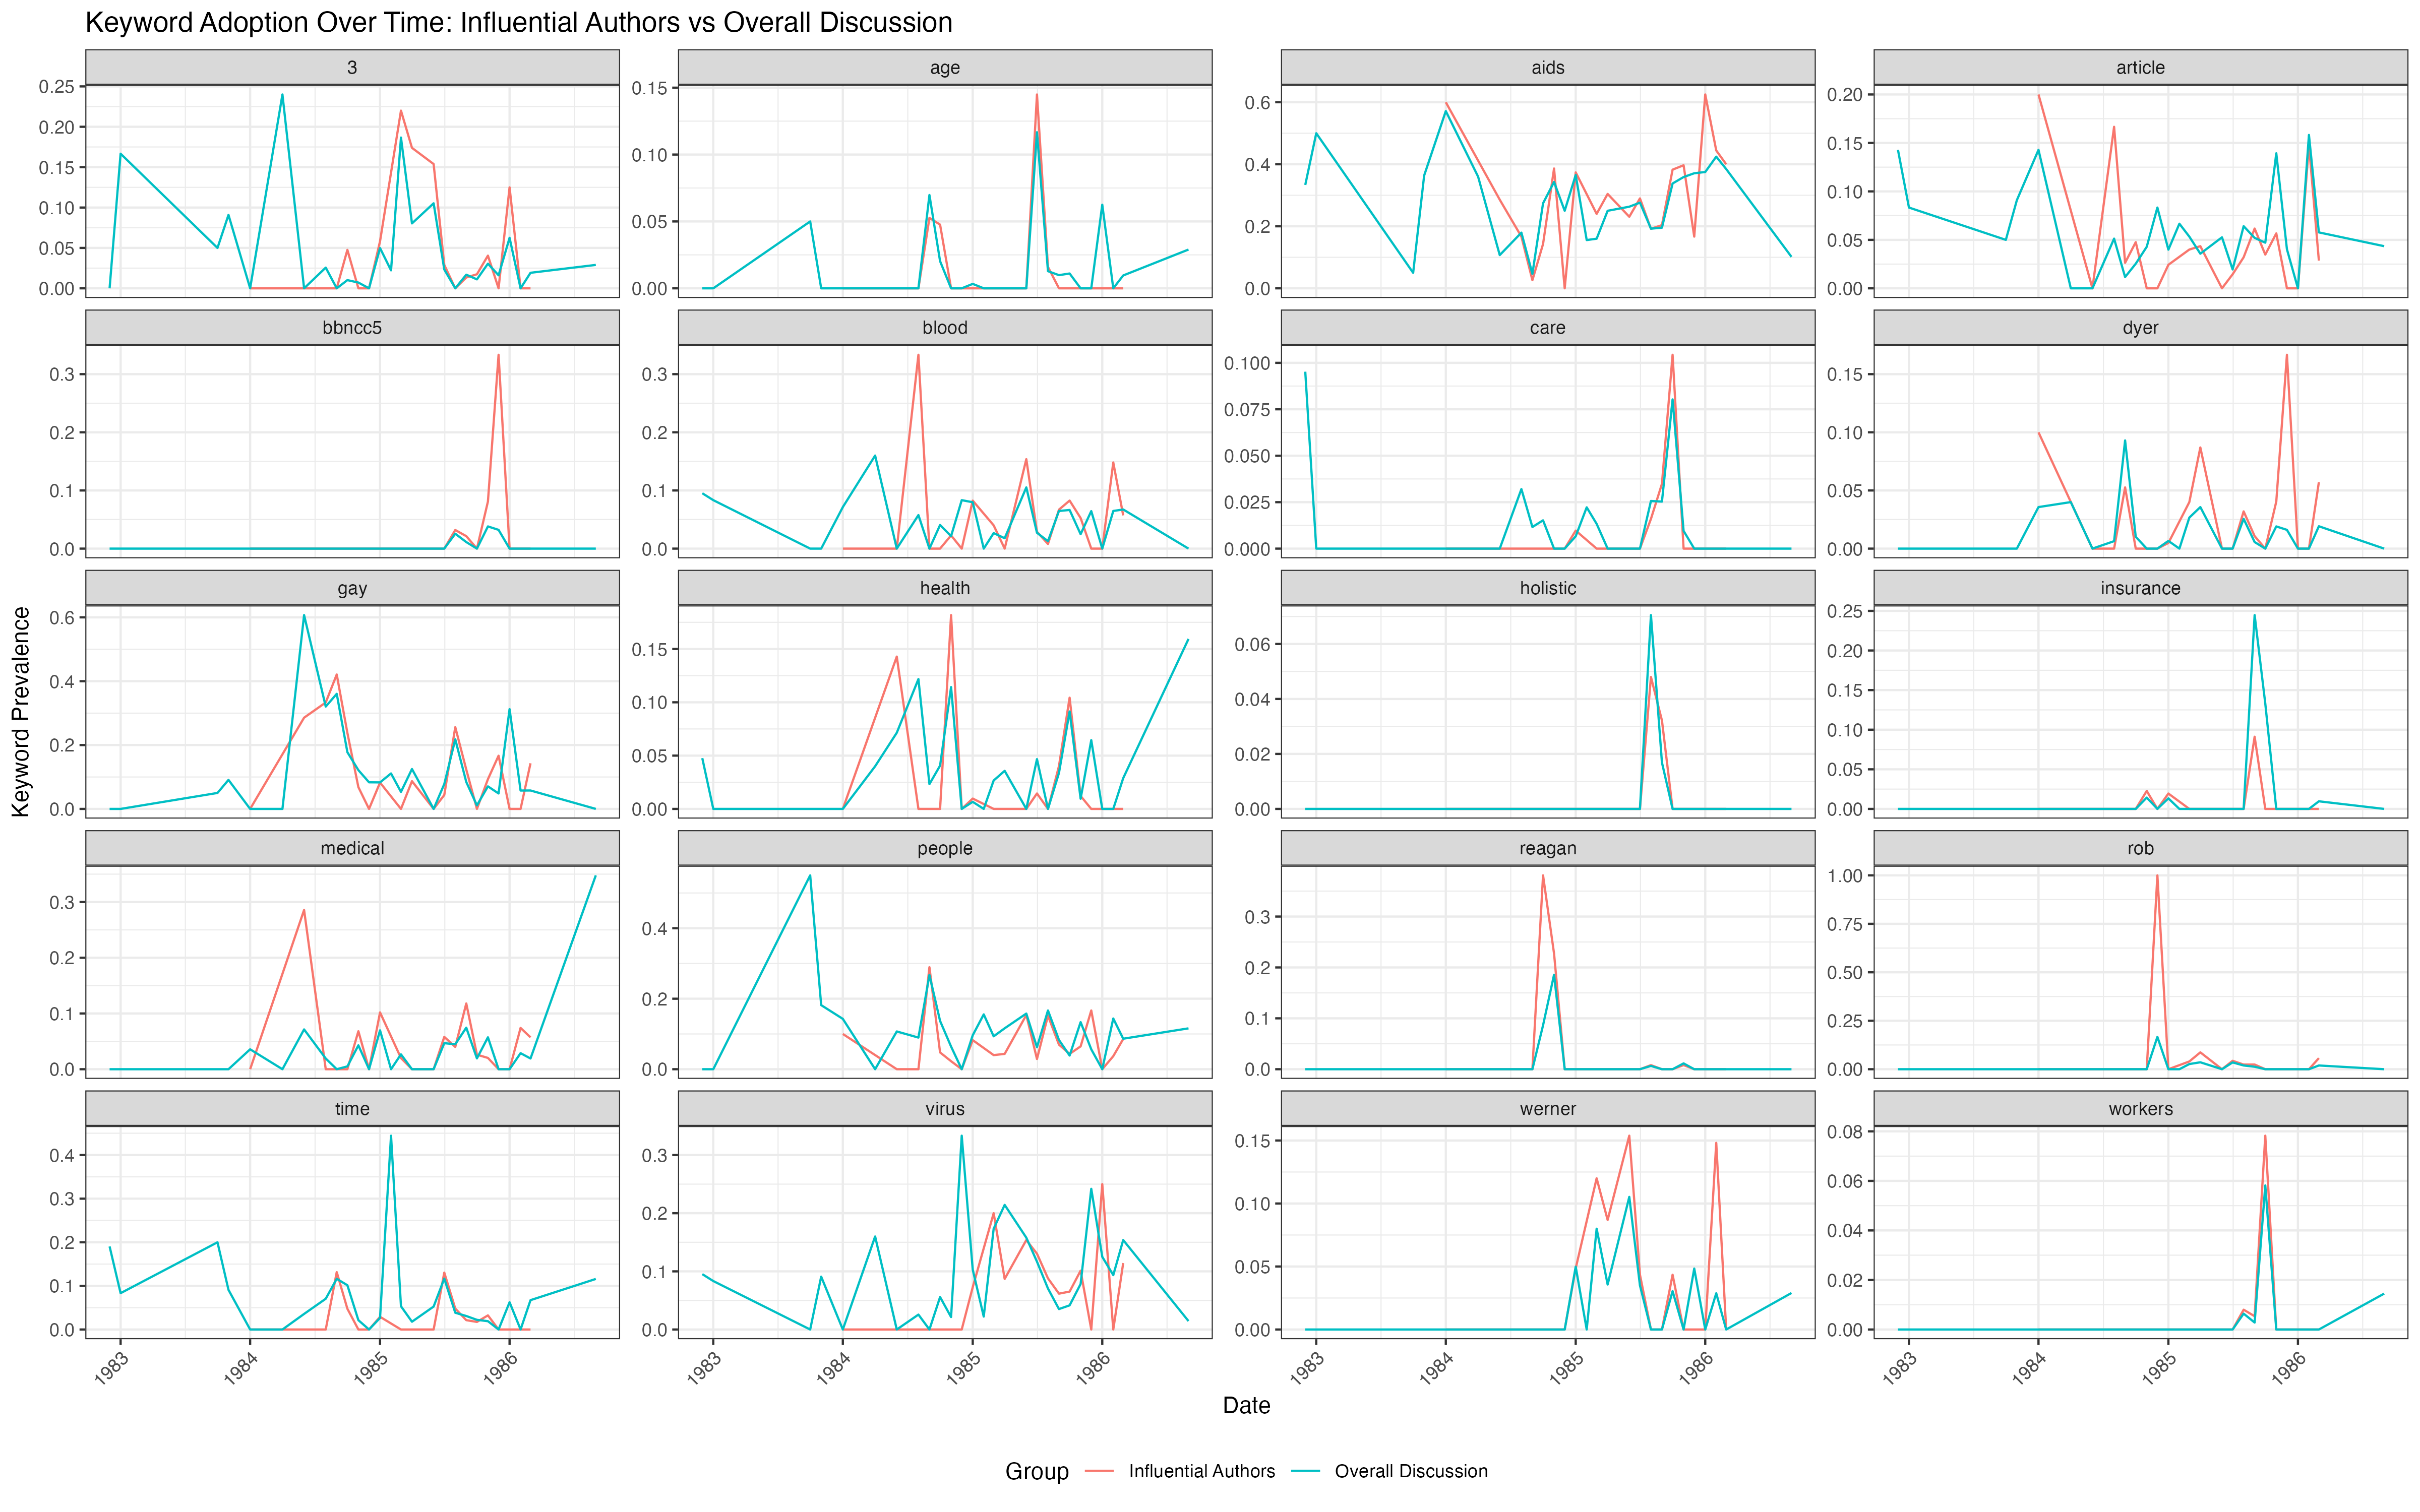 Keyword Adoption Over Time: Influential Authors vs Overall Discussion
3 age aids article
0.25 0.20 0.15 0.10 0.05 0.00
0.15 0.10 0.05 0.00
0.6 0.4 0.2 0.0
0.20 0.15 0.10 0.05 0.00
bbncc5 blood care dyer
0.3 0.2 0.1 0.0
0.3 0.2 0.1 0.0
0.100 0.075 0.050 0.025 0.000
0.15 0.10 0.05 0.00
gay health holistic insurance
0.6 0.4 0.2 0.0
0.15 0.10 0.05 0.00
0.06 0.04 0.02 0.00
0.25 0.20 0.15 0.10 0.05 0.00
medical people reagan rob
0.3 0.2 0.1 0.0
0.4 0.2 0.0
0.3 0.2 0.1 0.0
1.00 0.75 0.50 0.25 0.00
time virus werner workers
0.4 0.3 0.2 0.1 0.0
0.3 0.2 0.1 0.0
0.15 0.10 0.05 0.00
0.08 0.06 0.04 0.02 0.00
1983 1984 1985 1986 1983 1984 1985 1986 1983 1984 1985 1986 1983 1984 1985 1986
Keyword Prevalence
Date
Group Influential Authors Overall Discussion